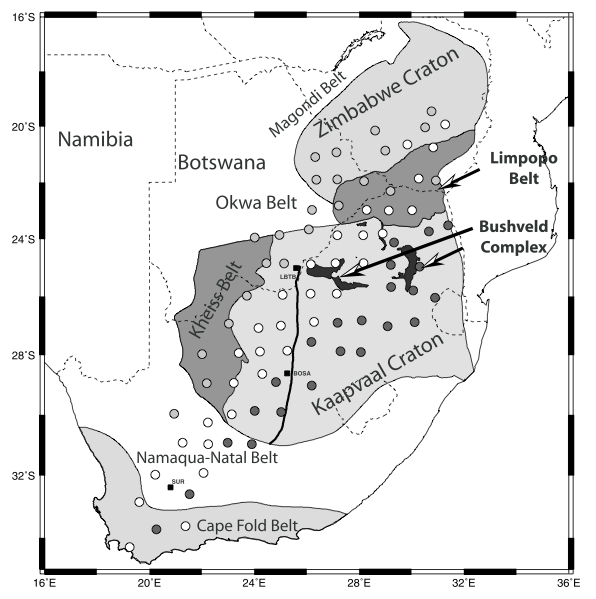 16°S
Magondi Belt
Zimbabwe Craton
20°S
Namibia
Botswana
Limpopo
Belt
Okwa Belt
Bushveld
Complex
24°S
Kheiss Belt
LBTB
28°S
BOSA
Kaapvaal Craton
Namaqua-Natal Belt
32°S
SUR
Cape Fold Belt
16°E
20°E
24°E
28°E
32°E
36°E